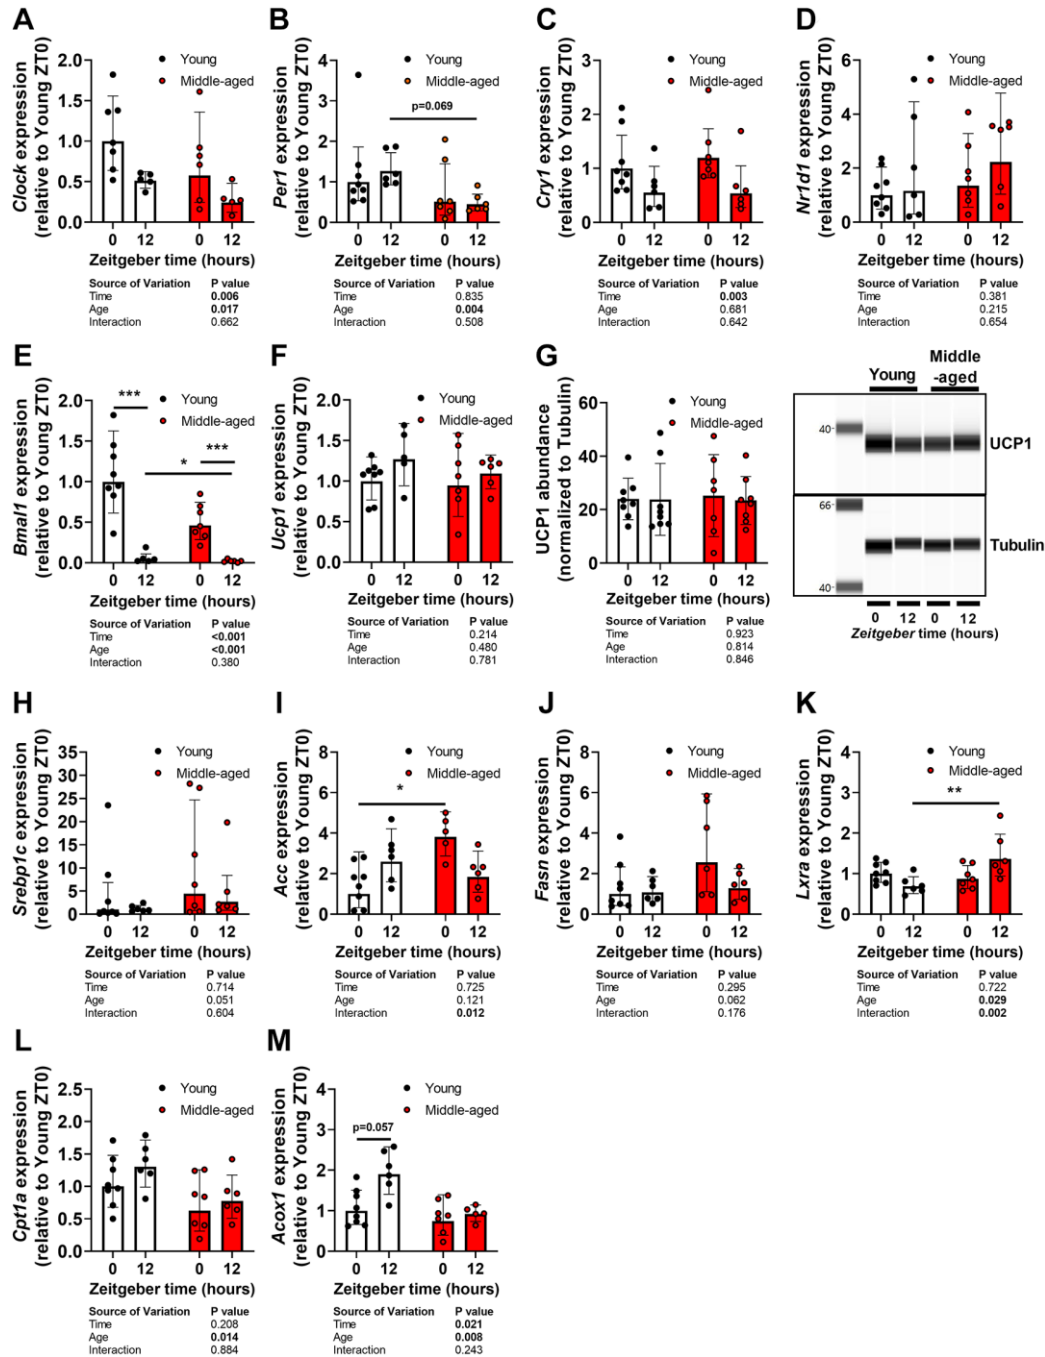 A
Clock expression
(relative to Young ZT0)
2.0
1.5
1.0
0.5
0.0
Young
Middle-aged
0 12 0 12
Zeitgeber time (hours)
Source of Variation P value
Time 0.006
Age 0.017
Interaction 0.662
B
Per1 expression
(relative to Young ZT0)
4
3
2
1
0
Young
Middle-aged
p=0.069
0 12 0 12
Zeitgeber time (hours)
Source of Variation P value
Time 0.835
Age 0.004
Interaction 0.508
C
Cry1 expression
(relative to Young ZT0)
3
2
1
0
Young
Middle-aged
0 12 0 12
Zeitgeber time (hours)
Source of Variation P value
Time 0.003
Age 0.681
Interaction 0.642
D
Nr1d1 expression
(relative to Young ZT0)
6
4
2
0
Young
Middle-aged
0 12 0 12
Zeitgeber time (hours)
Source of Variation P value
Time 0.381
Age 0.215
Interaction 0.654
E
Bmal1 expression
(relative to Young ZT0)
2.0
1.5
1.0
0.5
0.0
Young
Middle-aged
***
***
*
0 12 0 12
Zeitgeber time (hours)
Source of Variation P value
Time <0.001
Age <0.001
Interaction 0.380
F
Ucp1 expression
(relative to Young ZT0)
2.0
1.5
1.0
0.5
0.0
Young
Middle-aged
0 12 0 12
Zeitgeber time (hours)
Source of Variation P value
Time 0.214
Age 0.480
Interaction 0.781
G
UCP1 abundance
(normalized to Tubulin)
60
40
20
0
Young
Middle-aged
0 12 0 12
Zeitgeber time (hours)
Source of Variation P value
Time 0.923
Age 0.814
Interaction 0.846
Young
Middle
-aged
40
UCP1
66
Tubulin
40
0 12 0 12
Zeitgeber time (hours)
H
Srebp1c expression
(relative to Young ZT0)
35
30
25
20
15
10
5
0
Young
Middle-aged
0 12 0 12
Zeitgeber time (hours)
Source of Variation P value
Time 0.714
Age 0.051
Interaction 0.604
I
Acc expression
(relative to Young ZT0)
8
6
4
2
0
Young
Middle-aged
*
0 12 0 12
Zeitgeber time (hours)
Source of Variation P value
Time 0.725
Age 0.121
Interaction 0.012
J
Fasn expression
(relative to Young ZT0)
8
6
4
2
0
Young
Middle-aged
0 12 0 12
Zeitgeber time (hours)
Source of Variation P value
Time 0.295
Age 0.062
Interaction 0.176
K
Lxra expression
(relative to Young ZT0)
4
3
2
1
0
Young
Middle-aged
**
0 12 0 12
Zeitgeber time (hours)
Source of Variation P value
Time 0.722
Age 0.029
Interaction 0.002
L
Cpt1a expression
(relative to Young ZT0)
2.5
2.0
1.5
1.0
0.5
0.0
Young
Middle-aged
0 12 0 12
Zeitgeber time (hours)
Source of Variation P value
Time 0.208
Age 0.014
Interaction 0.884
M
Acox1 expression
(relative to Young ZT0)
4
3
2
1
0
Young
Middle-aged
p=0.057
0 12 0 12
Zeitgeber time (hours)
Source of Variation P value
Time 0.021
Age 0.008
Interaction 0.243